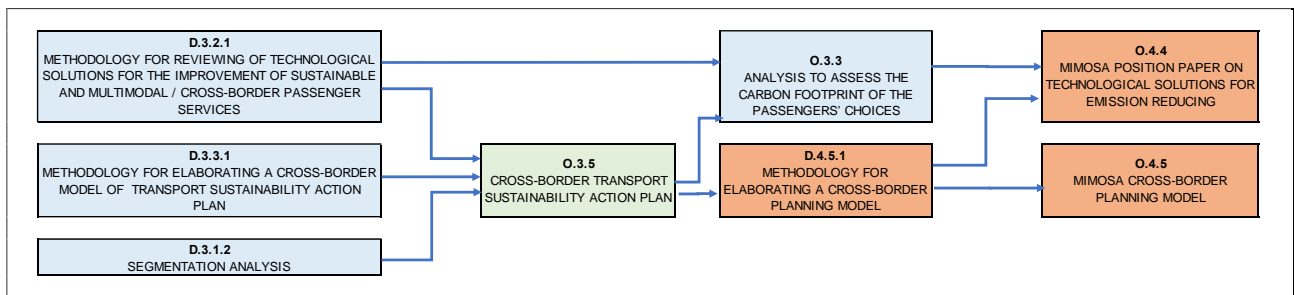 D.3.2.1
METHODOLOGY FOR REVIEWING OF TECHNOLOGICAL
SOLUTIONS FOR THE IMPROVEMENT OF SUSTAINABLE
AND MULTIMODAL / CROSS-BORDER PASSENGER
SERVICES
O.3.3
ANALYSIS TO ASSESS THE
CARBON FOOTPRINT OF THE
PASSENGERS' CHOICES
O.4.4
MIMOSA POSITION PAPER ON
TECHNOLOGICAL SOLUTIONS FOR
EMISSION REDUCING
D.3.3.1
METHODOLOGY FOR ELABORATING A CROSS-BORDER
MODEL OF TRANSPORT SUSTAINABILITY ACTION
PLAN
O.3.5
CROSS-BORDER TRANSPORT
SUSTAINABILITY ACTION PLAN
D.4.5.1
METHODOLOGY FOR
ELABORATING A CROSS-BORDER
PLANNING MODEL
O.4.5
MIMOSA CROSS-BORDER
PLANNING MODEL
D.3.1.2
SEGMENTATION ANALYSIS